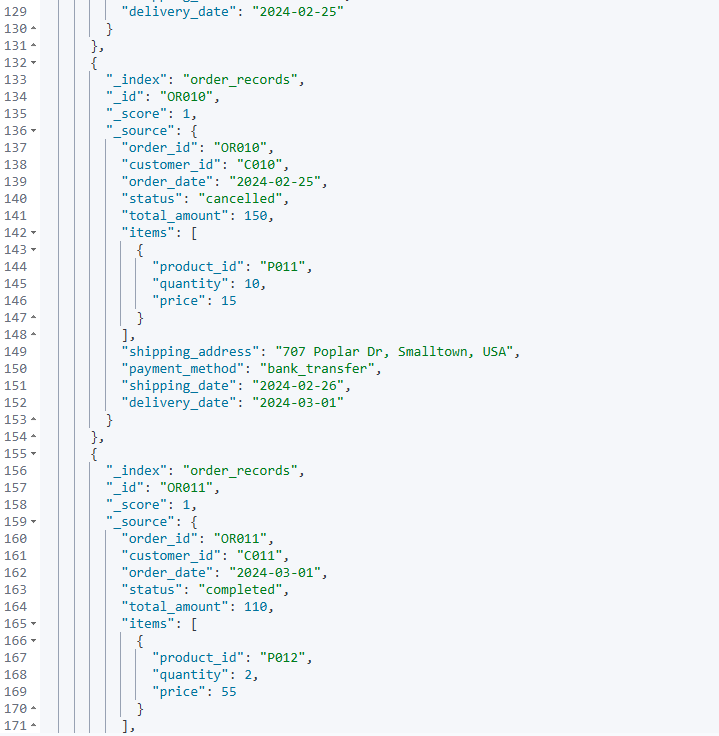 129 "delivery_date": "2024-02-25"
130 }
131 },
132 {
133 "_index": "order_records",
134 "_id": "OR010",
135 "_score": 1,
136 "_source": {
137 "order_id": "OR010",
138 "customer_id": "C010",
139 "order_date": "2024-02-25",
140 "status": "cancelled",
141 "total_amount": 150,
142 "items": [
143 {
144 "product_id": "P011",
145 "quantity": 10,
146 "price": 15
147 }
148 ],
149 "shipping_address": "707 Poplar Dr, Smalltown, USA",
150 "payment_method": "bank_transfer",
151 "shipping_date": "2024-02-26",
152 "delivery_date": "2024-03-01"
153 }
154 },
155 {
156 "_index": "order_records",
157 "_id": "OR011",
158 "_score": 1,
159 "_source": {
160 "order_id": "OR011",
161 "customer_id": "C011",
162 "order_date": "2024-03-01",
163 "status": "completed",
164 "total_amount": 110,
165 "items": [
166 {
167 "product_id": "P012",
168 "quantity": 2,
169 "price": 55
170 }
171 ],